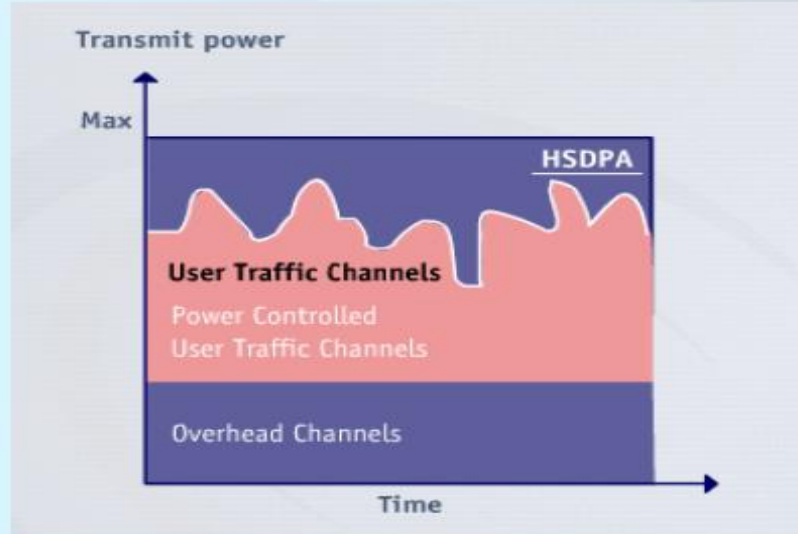 Transmit power
Max
HSDPA
User Traffic Channels
Power Controlled
User Traffic Channels
Overhead Channels
Time